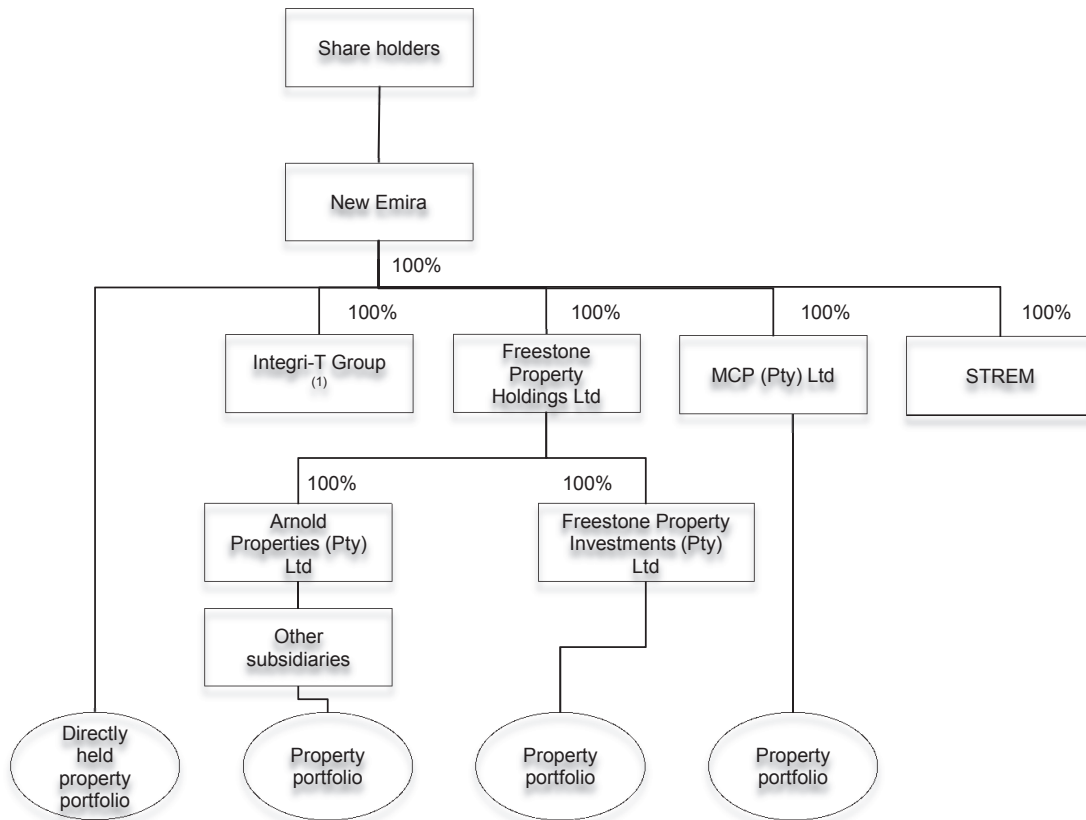 Share holders
New Emira
100%
100%
100%
100%
100%
Integri-T Group
(1)
Freestone
Property
Holdings Ltd
MCP (Pty) Ltd
STREM
100%
100%
Arnold
Properties (Pty)
Ltd
Freestone Property
Investments (Pty)
Ltd
Other
subsidiaries
Directly
held
property
portfolio
Property
portfolio
Property
portfolio
Property
portfolio